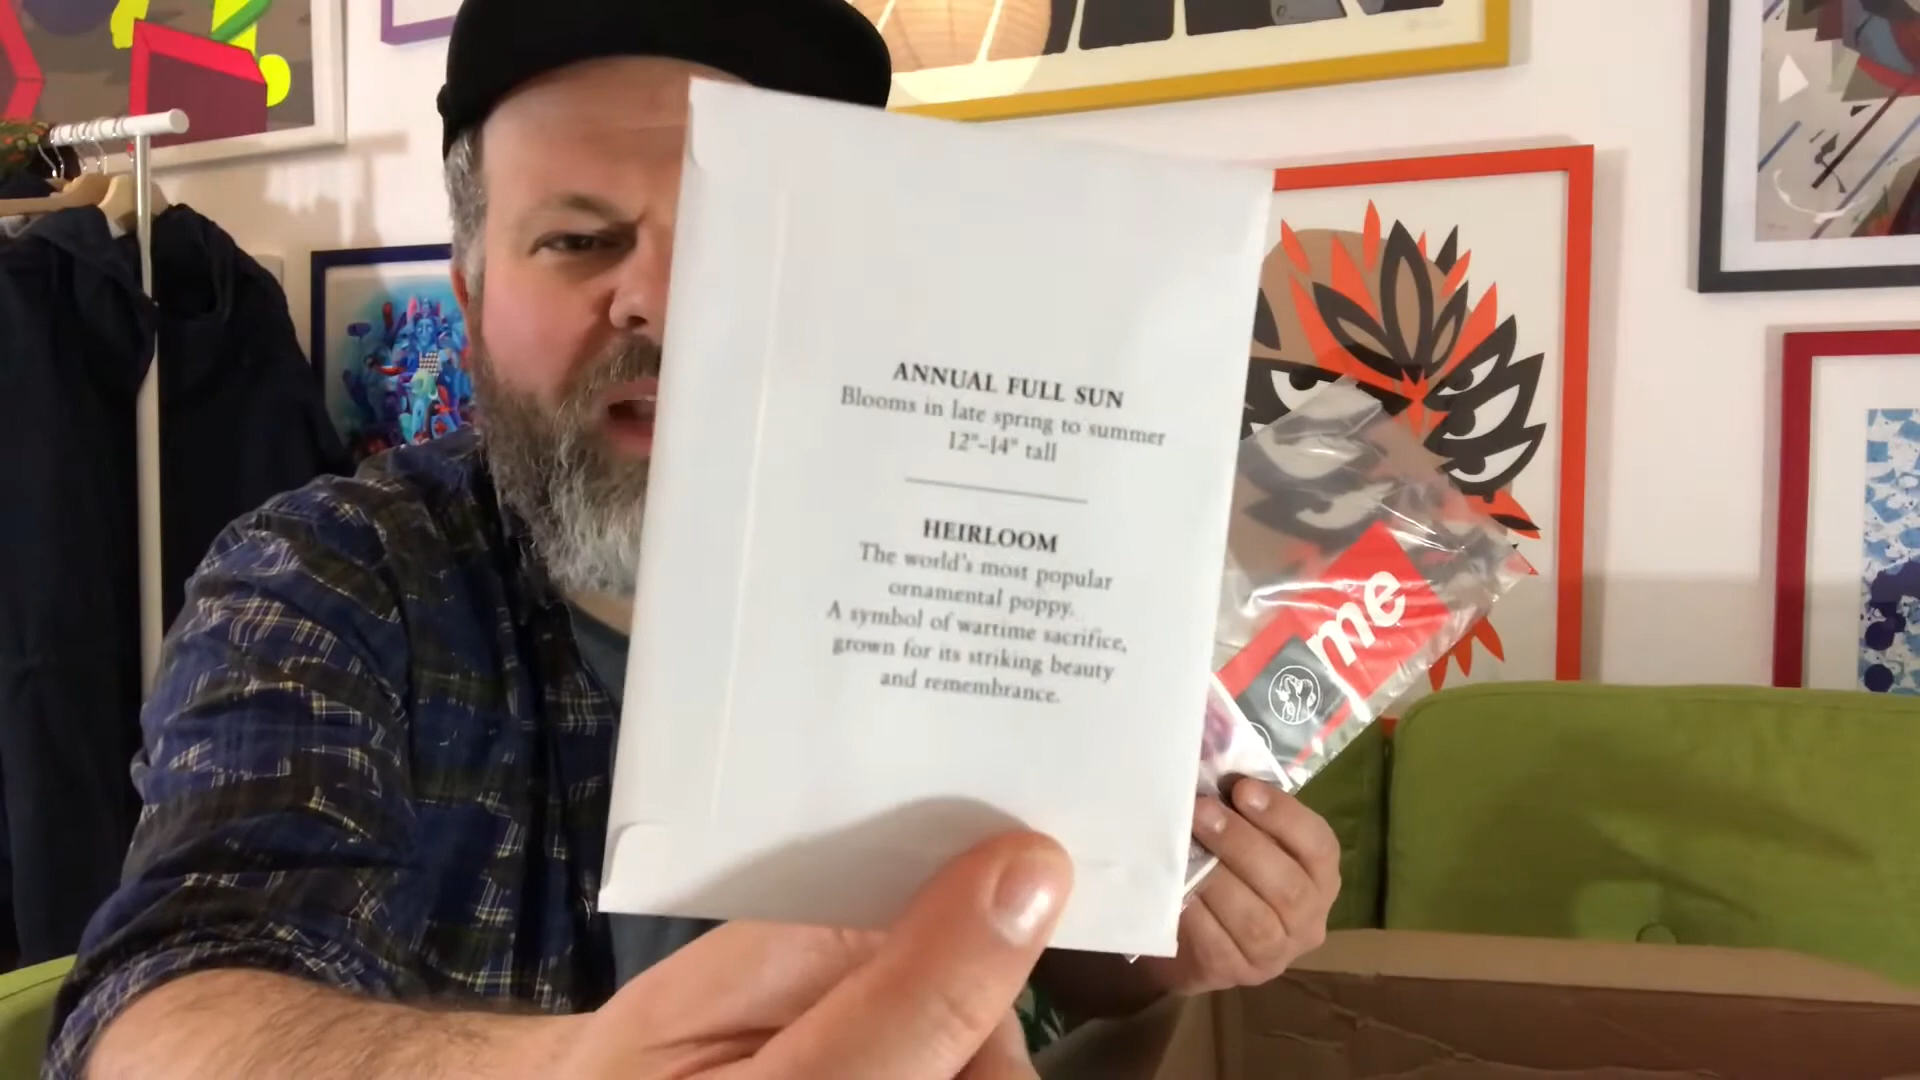 ANNUAL FULL SUN
Blooms in late spring to summer
12"–14" tall
HEIRLOOM
The world's most popular
ornamental poppy.
A symbol of wartime sacrifice,
grown for its striking beauty
and remembrance.
me